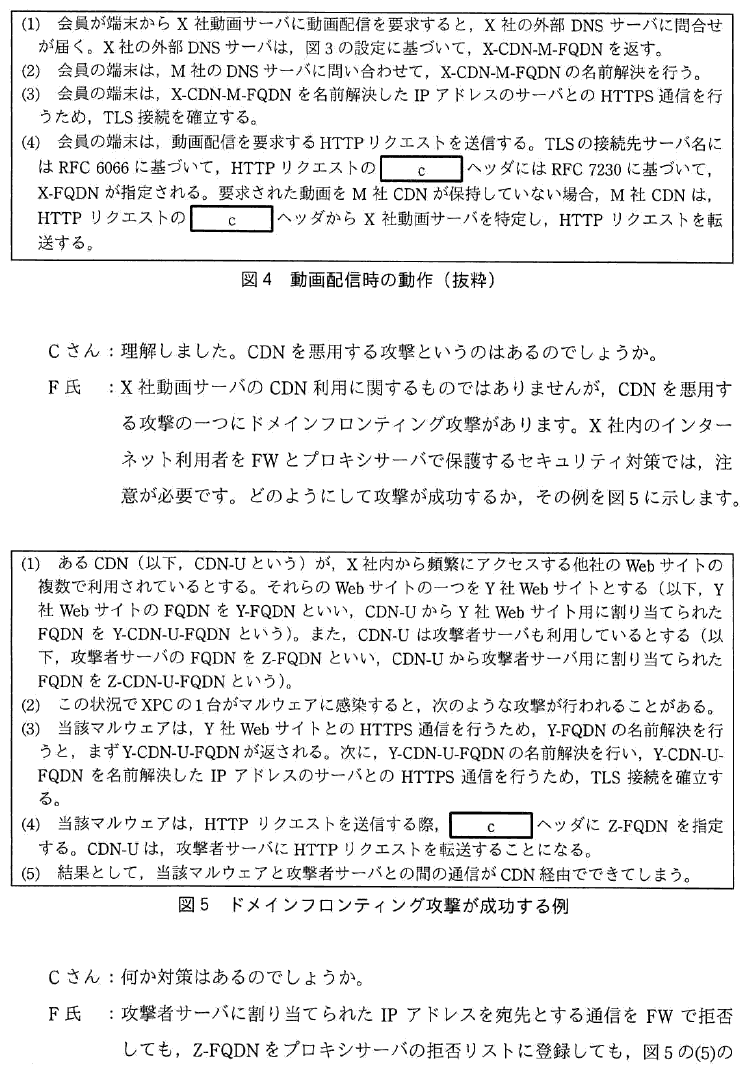 (1) 会員が端末から X 社動画サーバに動画配信を要求すると，X 社の外部 DNS サーバに問合せ
が届く。X 社の外部 DNS サーバは，図 3 の設定に基づいて，X-CDN-M-FQDN を返す。
(2) 会員の端末は，M 社の DNS サーバに問い合わせて，X-CDN-M-FQDN の名前解決を行う。
(3) 会員の端末は，X-CDN-M-FQDN を名前解決した IP アドレスのサーバとの HTTPS 通信を行
うため，TLS 接続を確立する。
(4) 会員の端末は，動画配信を要求する HTTP リクエストを送信する。TLS の接続先サーバ名に
は RFC 6066 に基づいて，HTTP リクエストの c ヘッダには RFC 7230 に基づいて，
X-FQDN が指定される。要求された動画を M 社 CDN が保持していない場合，M 社 CDN は，
HTTP リクエストの c ヘッダから X 社動画サーバを特定し，HTTP リクエストを転
送する。
図 4 動画配信時の動作（抜粋）
C さん：理解しました。CDN を悪用する攻撃というのはあるのでしょうか。
F 氏 ：X 社動画サーバの CDN 利用に関するものではありませんが，CDN を悪用す
る攻撃の一つにドメインフロンティング攻撃があります。X 社内のインター
ネット利用者を FW とプロキシサーバで保護するセキュリティ対策では，注
意が必要です。どのようにして攻撃が成功するか，その例を図 5 に示します。
(1) ある CDN（以下，CDN-U という）が，X 社内から頻繁にアクセスする他社の Web サイトの
複数で利用されているとする。それらの Web サイトの一つを Y 社 Web サイトとする（以下，Y
社 Web サイトの FQDN を Y-FQDN といい，CDN-U から Y 社 Web サイト用に割り当てられた
FQDN を Y-CDN-U-FQDN という）。また，CDN-U は攻撃者サーバも利用しているとする（以
下，攻撃者サーバの FQDN を Z-FQDN といい，CDN-U から攻撃者サーバ用に割り当てられた
FQDN を Z-CDN-U-FQDN という）。
(2) この状況で XPC の 1 台がマルウェアに感染すると，次のような攻撃が行われることがある。
(3) 当該マルウェアは，Y 社 Web サイトとの HTTPS 通信を行うため，Y-FQDN の名前解決を行
うと，まず Y-CDN-U-FQDN が返される。次に，Y-CDN-U-FQDN の名前解決を行い，Y-CDN-U-
FQDN を名前解決した IP アドレスのサーバとの HTTPS 通信を行うため，TLS 接続を確立す
る。
(4) 当該マルウェアは，HTTP リクエストを送信する際， c ヘッダに Z-FQDN を指定
する。CDN-U は，攻撃者サーバに HTTP リクエストを転送することになる。
(5) 結果として，当該マルウェアと攻撃者サーバとの間の通信が CDN 経由でできてしまう。
図 5 ドメインフロンティング攻撃が成功する例
C さん：何か対策はあるのでしょうか。
F 氏 ：攻撃者サーバに割り当てられた IP アドレスを宛先とする通信を FW で拒否
しても，Z-FQDN をプロキシサーバの拒否リストに登録しても，図 5 の(5)の